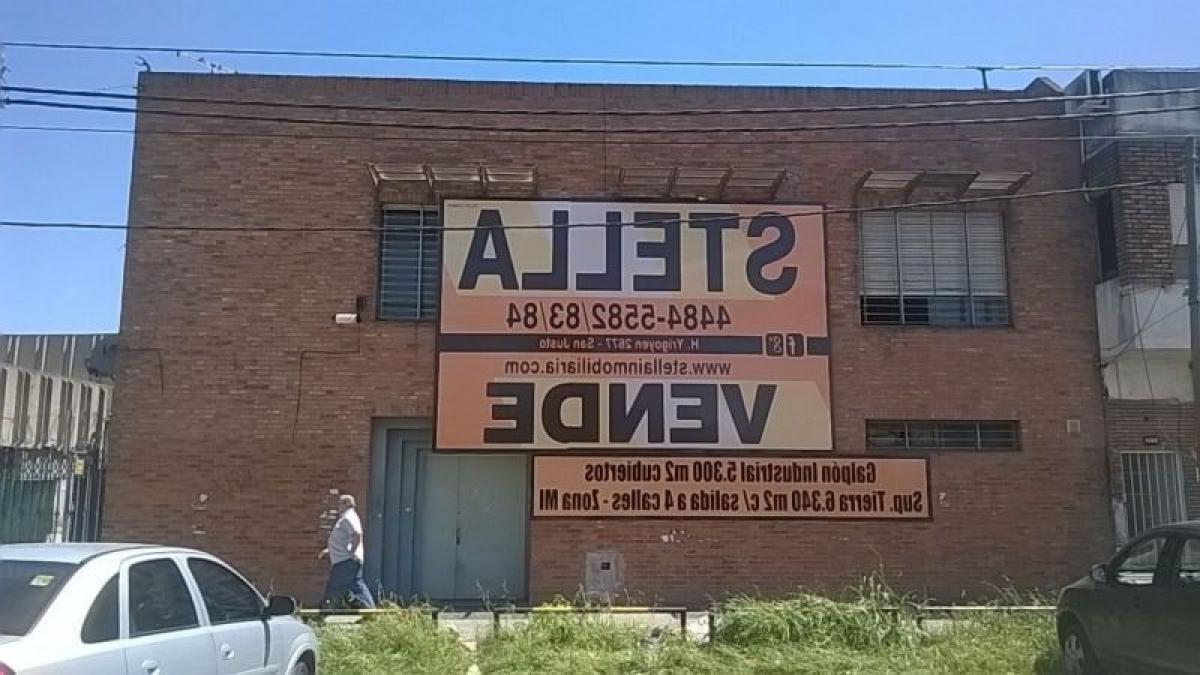 STELLA
4484-5582/83/84
H. Yrigoyen 2677 - San Justo
www.stellainmobiliaria.com
VENDE
Galpón Industrial 5.300 m2 cubiertos
Sup. Tierra 6.340 m2 c/ salida a 4 calles - Zona MI